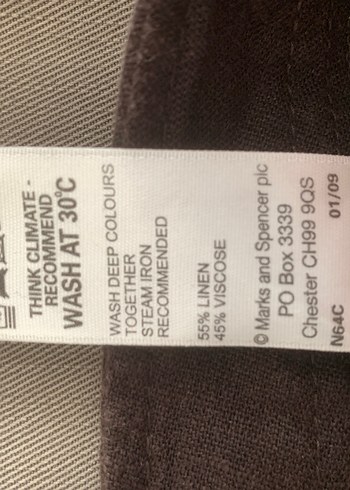 THINK CLIMATE -
RECOMMEND
WASH AT 30°C
WASH DEEP COLOURS
TOGETHER
STEAM IRON
RECOMMENDED
55% LINEN
45% VISCOSE
© Marks and Spencer plc
PO Box 3339
Chester CH99 9QS
N64C 01/09